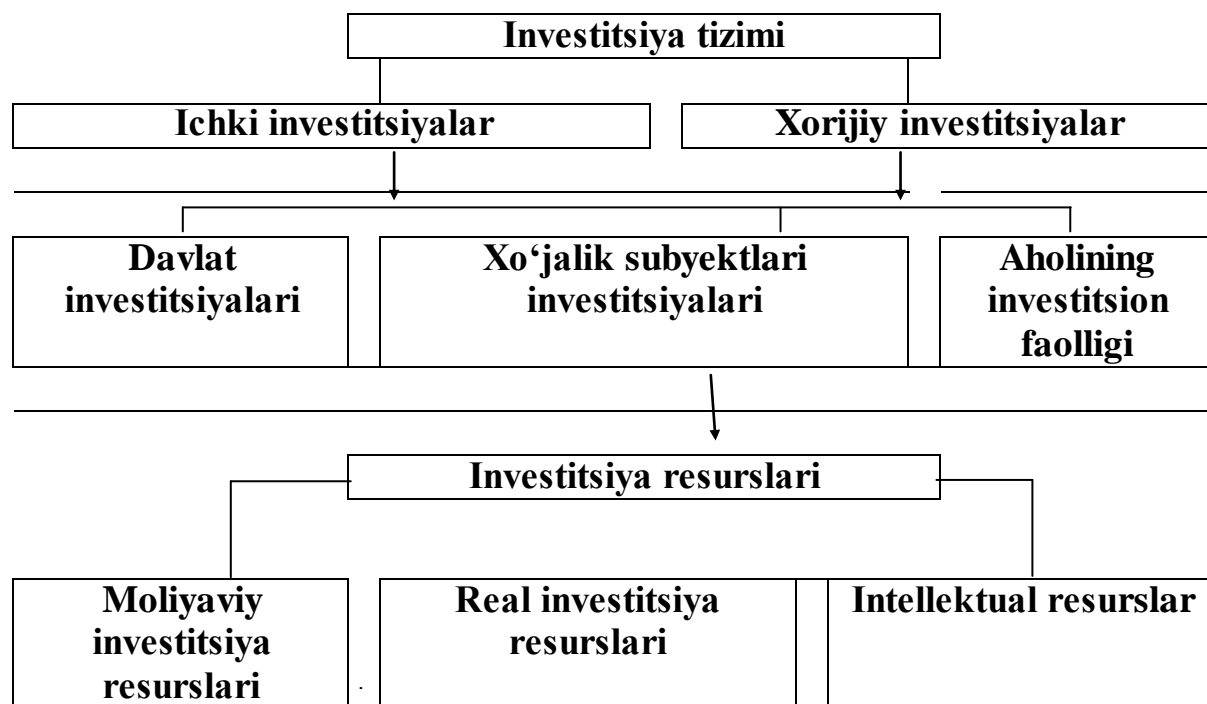 Investitsiya tizimi
Ichki investitsiyalar
Xorijiy investitsiyalar
Davlat
investitsiyalari
Xo‘jalik subyektlari
investitsiyalari
Aholining
investitsion
faolligi
Investitsiya resurslari
Moliyaviy
investitsiya
resurslari
Real investitsiya
resurslari
Intellektual resurslar
.